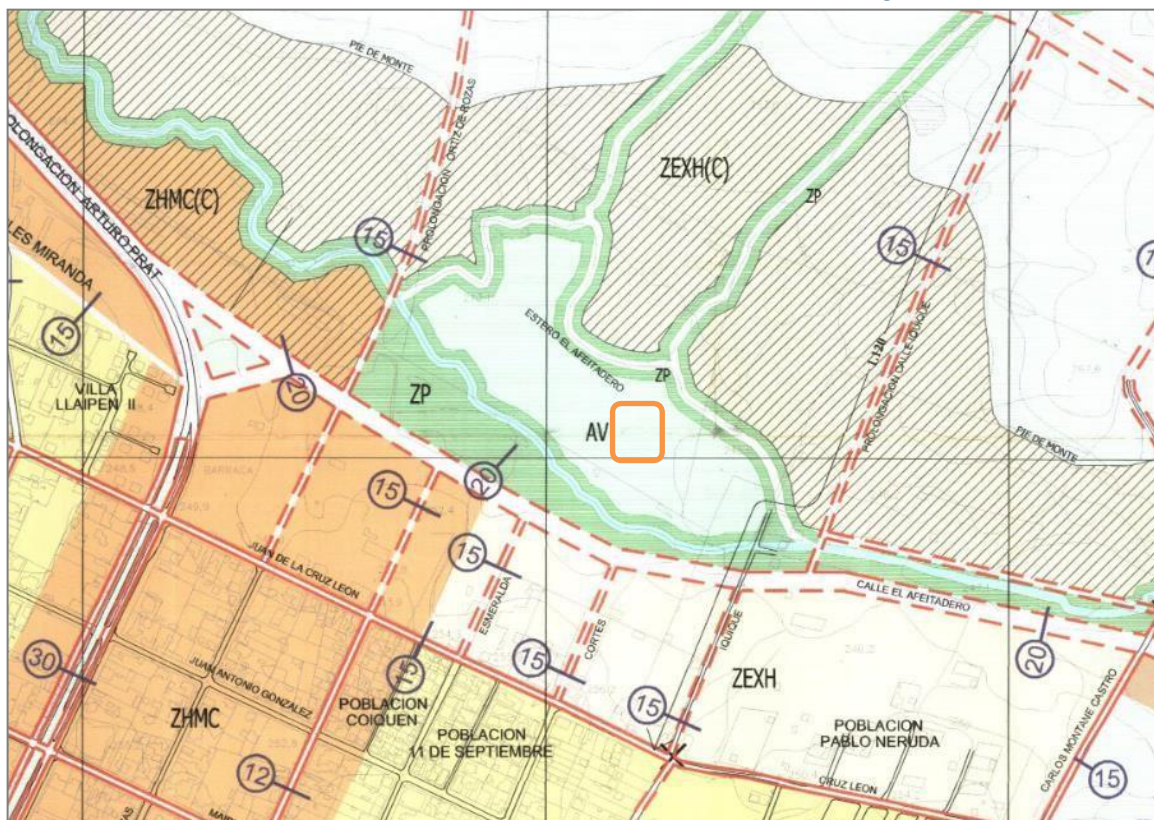 PIE DE MONTE
ZHMC(C)
PROLONGACION ORTIZ DE ROZAS
ZEXH(C)
ZP
OLONGACION ARTURO PRAT
LES MIRANDA
15
15
15
ESTERO EL AFEITADERO
L.120
PROLONGACION CALLE IQUIQUE
VILLA
LLAIPEN II
20
ZP
ZP
AV
PIE DE MONTE
BARRACA
20
15
JUAN DE LA CRUZ LEON
15
ESMERALDA
CORTES
IQUIQUE
CALLE EL AFEITADERO
20
30
JUAN ANTONIO GONZALEZ
15
15
15
ZEXH
ZHMC
POBLACION
COIQUEN
POBLACION
11 DE SEPTIEMBRE
POBLACION
PABLO NERUDA
CARLOS MONTANE CASTRO
12
CRUZ LEON
15